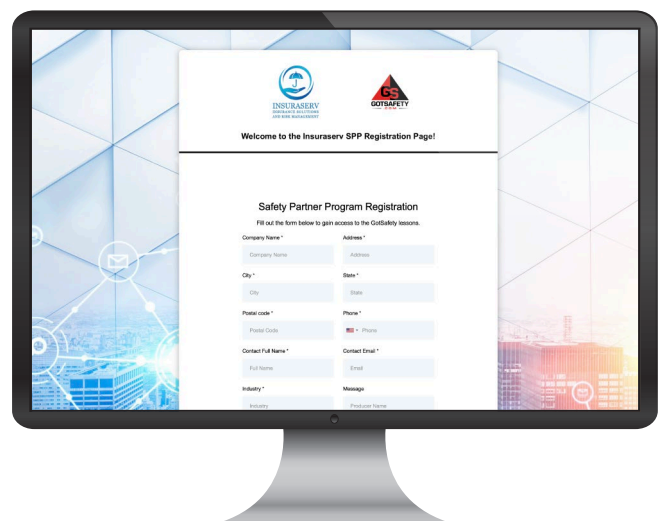 INSURASERV
INSURANCE SOLUTIONS
AND RISK MANAGEMENT
GS
GOTSAFETY
.COM
Welcome to the Insuraserv SPP Registration Page!
Safety Partner Program Registration
Fill out the form below to gain access to the GotSafety lessons.
Company Name * Address *
Company Name Address
City * State *
City State
Postal code * Phone *
Postal Code Phone
Contact Full Name * Contact Email *
Full Name Email
Industry * Message
Industry Producer Name